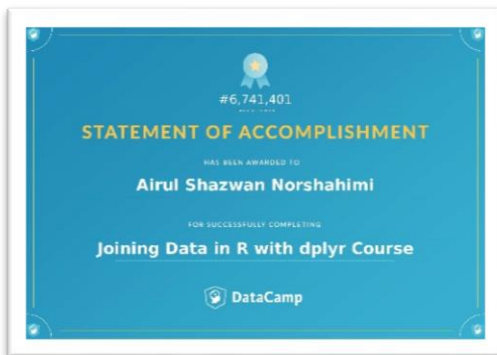 #6,741,401
STATEMENT OF ACCOMPLISHMENT
HAS BEEN AWARDED TO
Airul Shazwan Norshahimi
FOR SUCCESSFULLY COMPLETING
Joining Data in R with dplyr Course
DataCamp